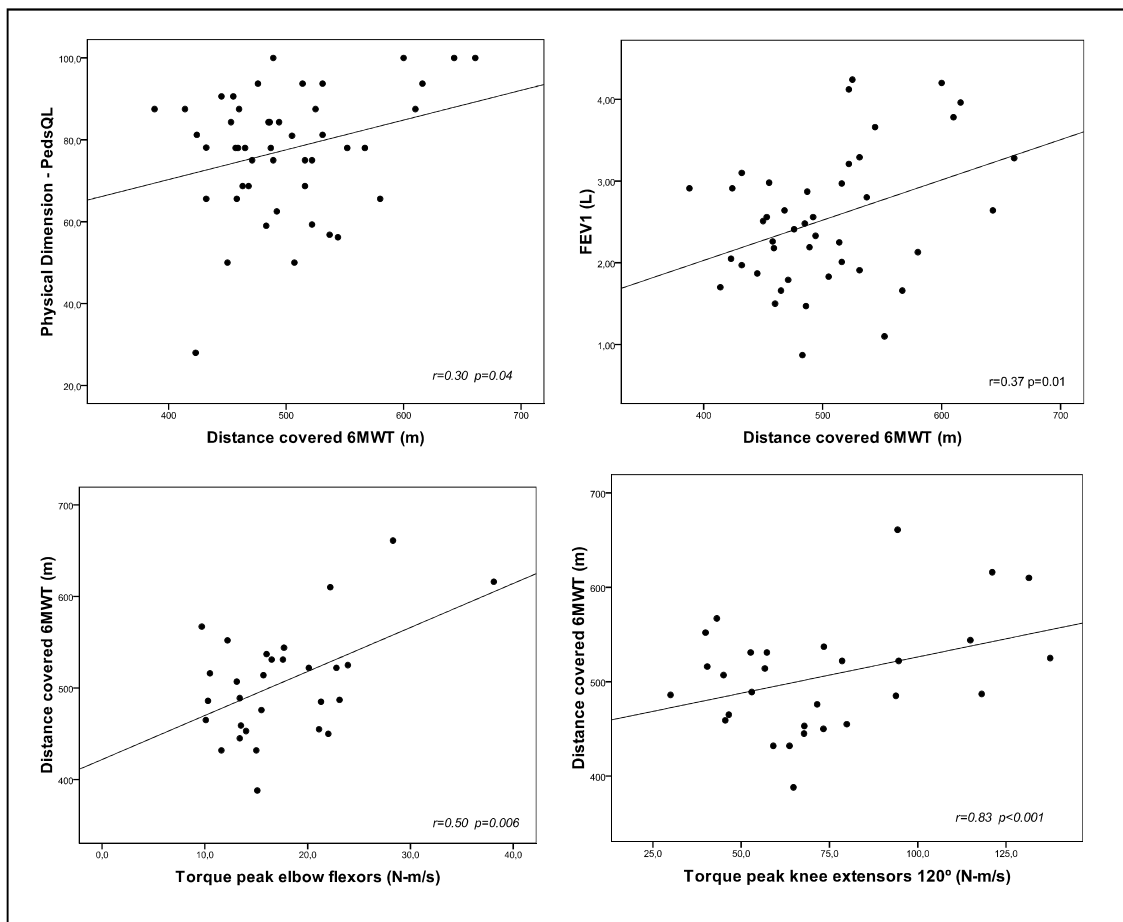 100,0
80,0
60,0
40,0
20,0
Physical Dimension - PedsQL
r=0.30 p=0.04
400 500 600 700
Distance covered 6MWT (m)
4,00
3,00
2,00
1,00
FEV1 (L)
r=0.37 p=0.01
400 500 600 700
Distance covered 6MWT (m)
700
600
500
400
Distance covered 6MWT (m)
r=0.50 p=0.006
0,0 10,0 20,0 30,0 40,0
Torque peak elbow flexors (N-m/s)
700
600
500
400
Distance covered 6MWT (m)
r=0.83 p<0.001
25,0 50,0 75,0 100,0 125,0
Torque peak knee extensors 120º (N-m/s)